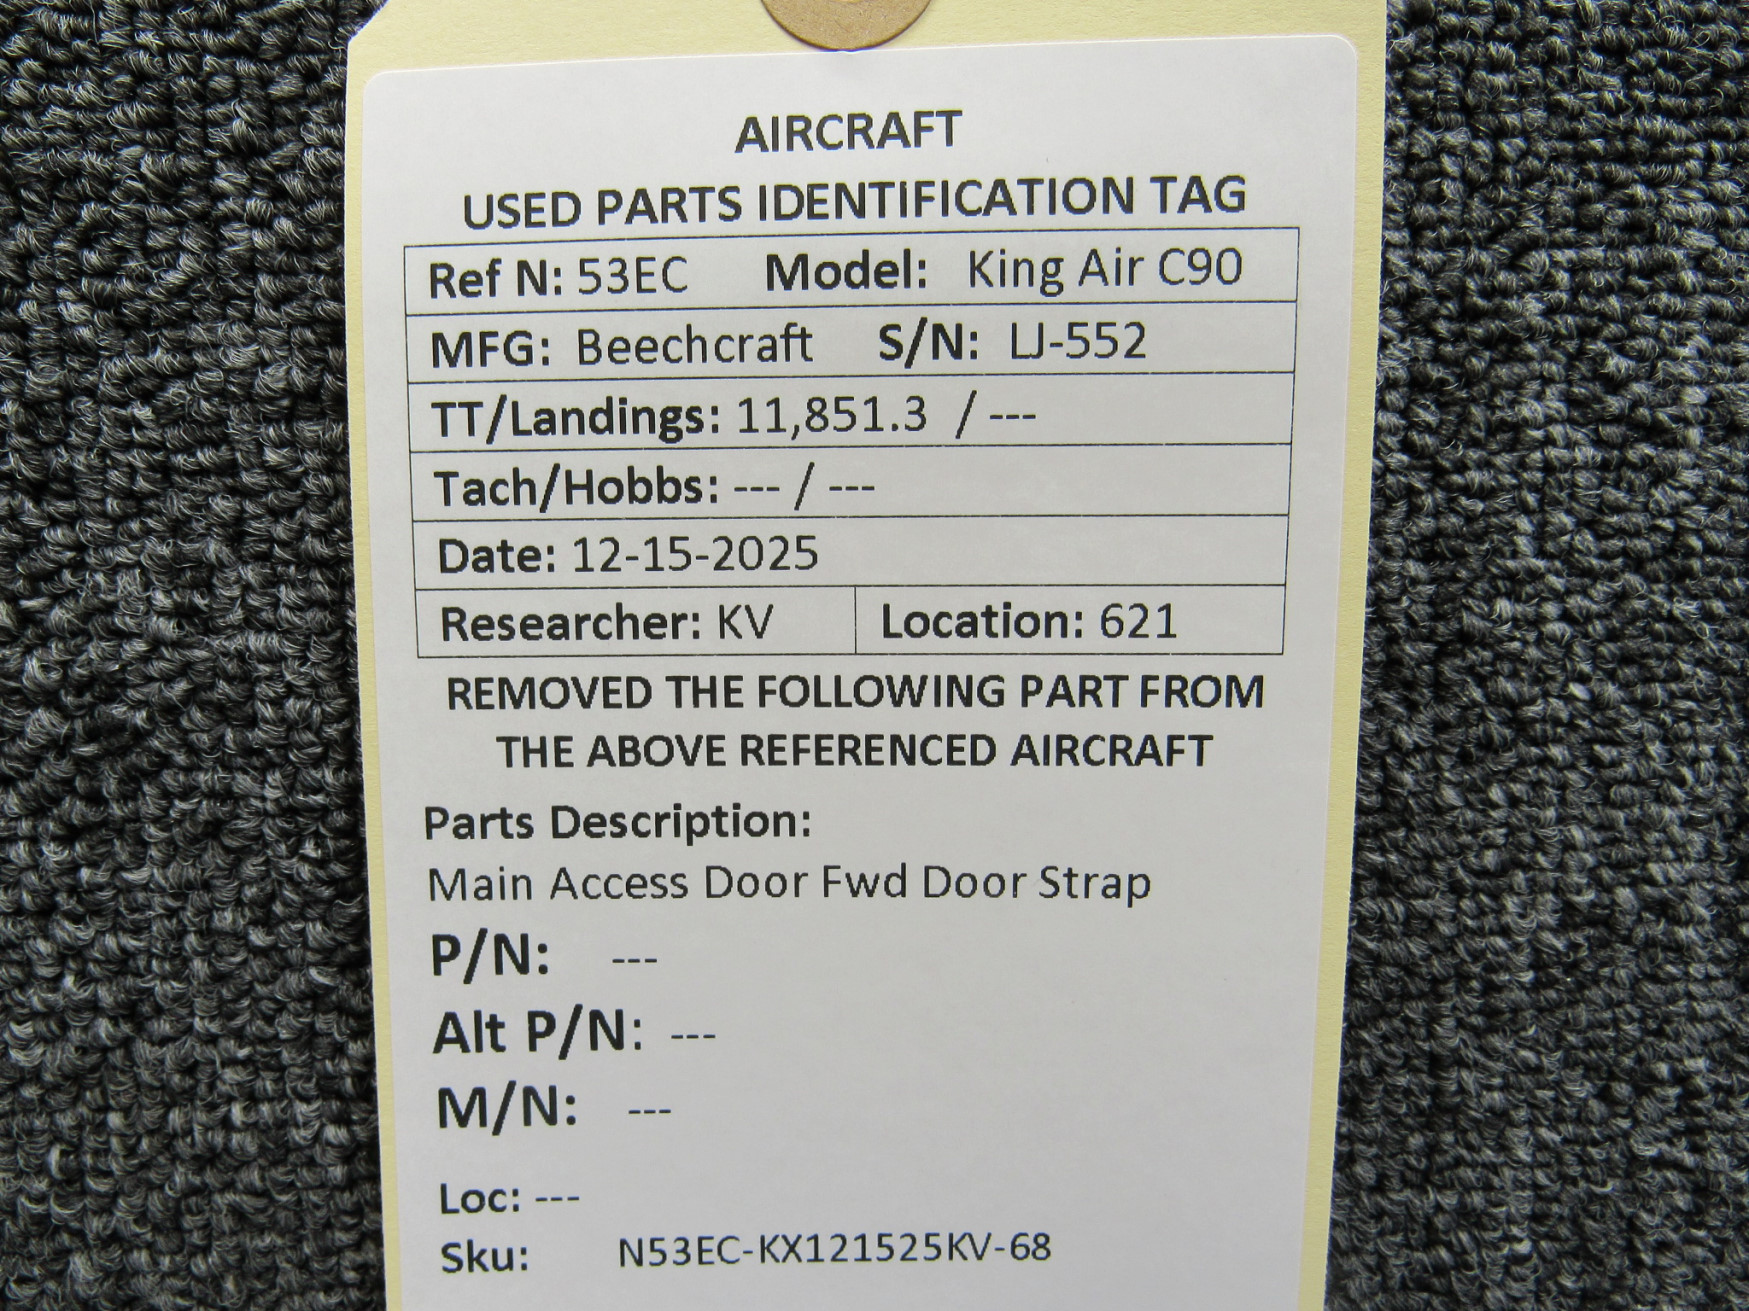 AIRCRAFT
USED PARTS IDENTIFICATION TAG
Ref N: 53EC Model: King Air C90
MFG: Beechcraft S/N: LJ-552
TT/Landings: 11,851.3 / ---
Tach/Hobbs: --- / ---
Date: 12-15-2025
Researcher: KV Location: 621
REMOVED THE FOLLOWING PART FROM
THE ABOVE REFERENCED AIRCRAFT
Parts Description:
Main Access Door Fwd Door Strap
P/N: ---
Alt P/N: ---
M/N: ---
Loc: ---
Sku: N53EC-KX121525KV-68